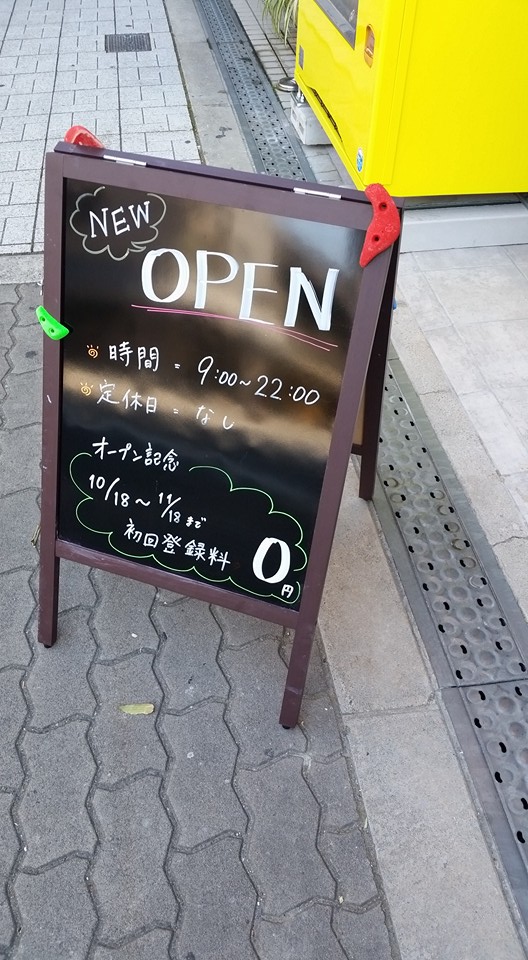 NEW
OPEN
時間 = 9:00~22:00
定休日 = なし
オープン記念
10/18~11/18まで
初回登録料 0円